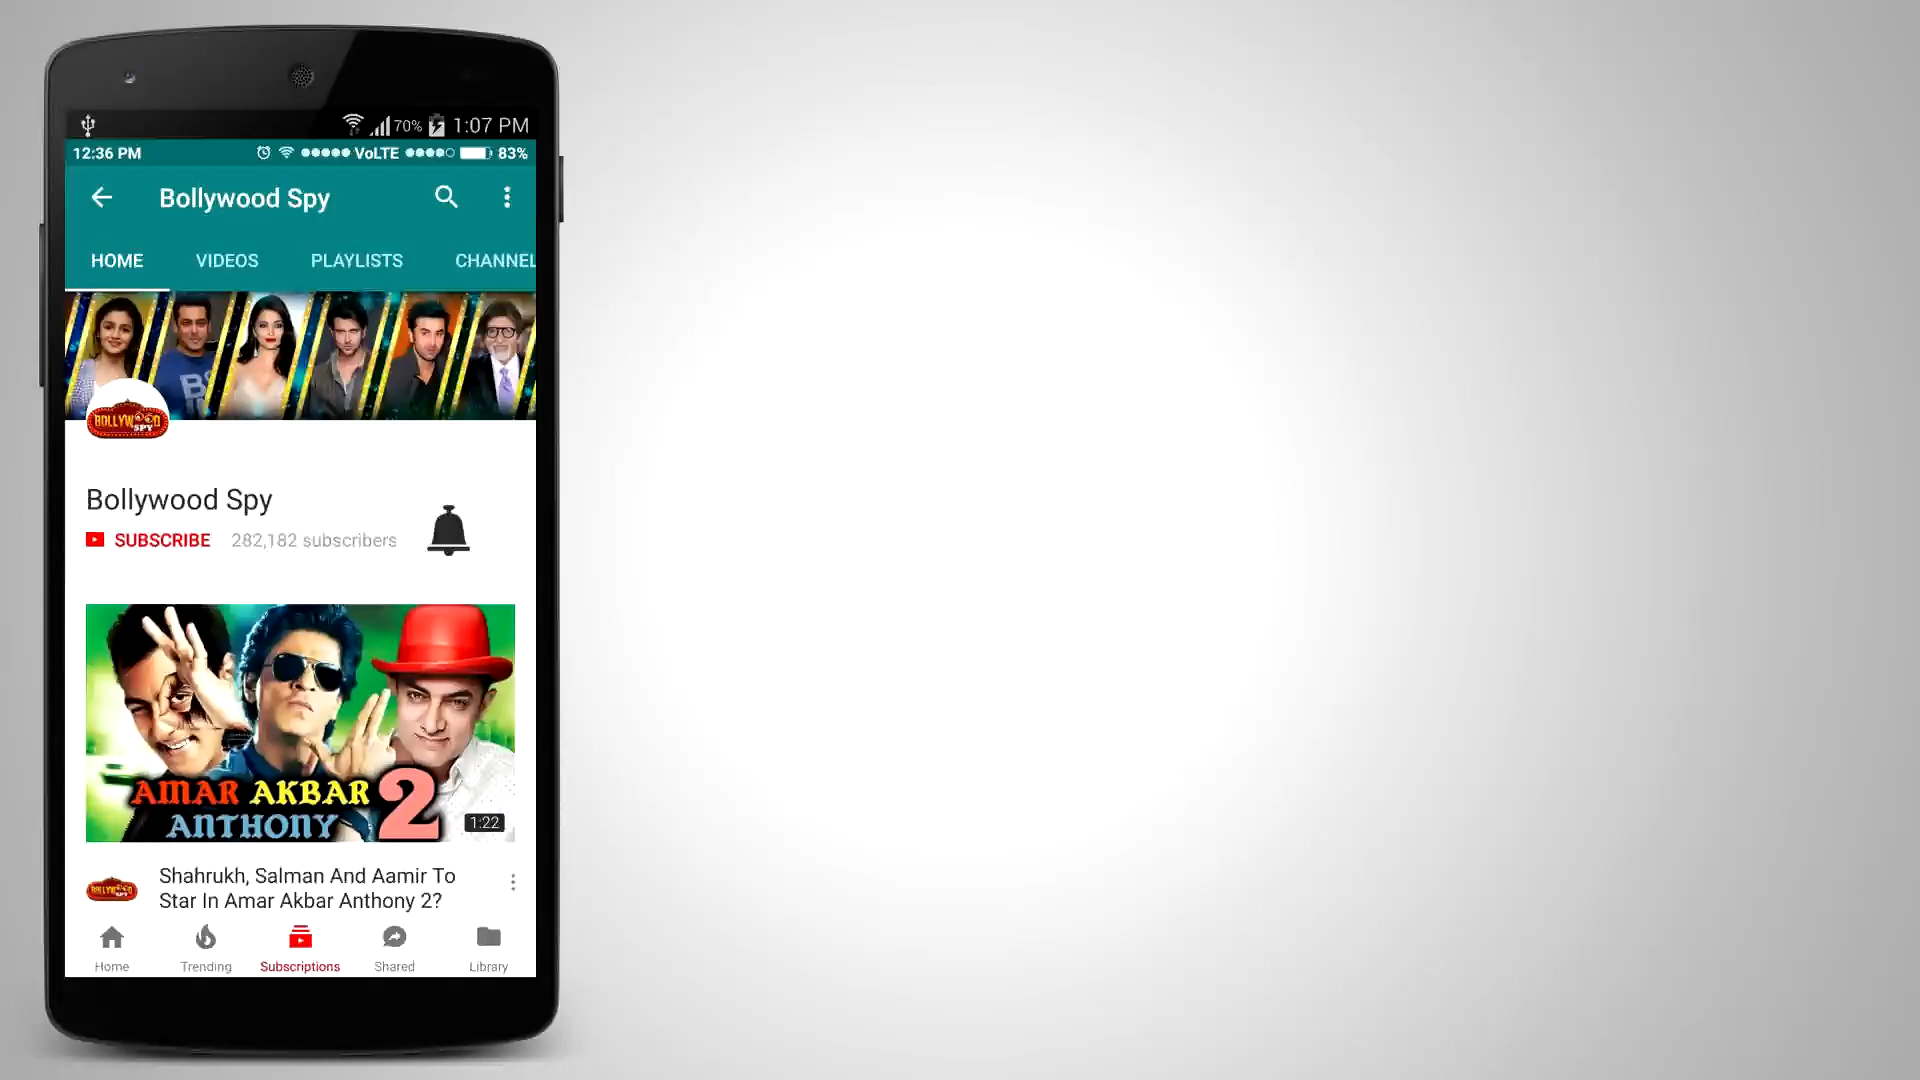 70% 1:07 PM
12:36 PM VoLTE 83%
Bollywood Spy
HOME VIDEOS PLAYLISTS CHANNEL
BOLLYWOOD
SPY
Bollywood Spy
SUBSCRIBE 282,182 subscribers
AMAR AKBAR 2
ANTHONY
1:22
Shahrukh, Salman And Aamir To
Star In Amar Akbar Anthony 2?
Home Trending Subscriptions Shared Library